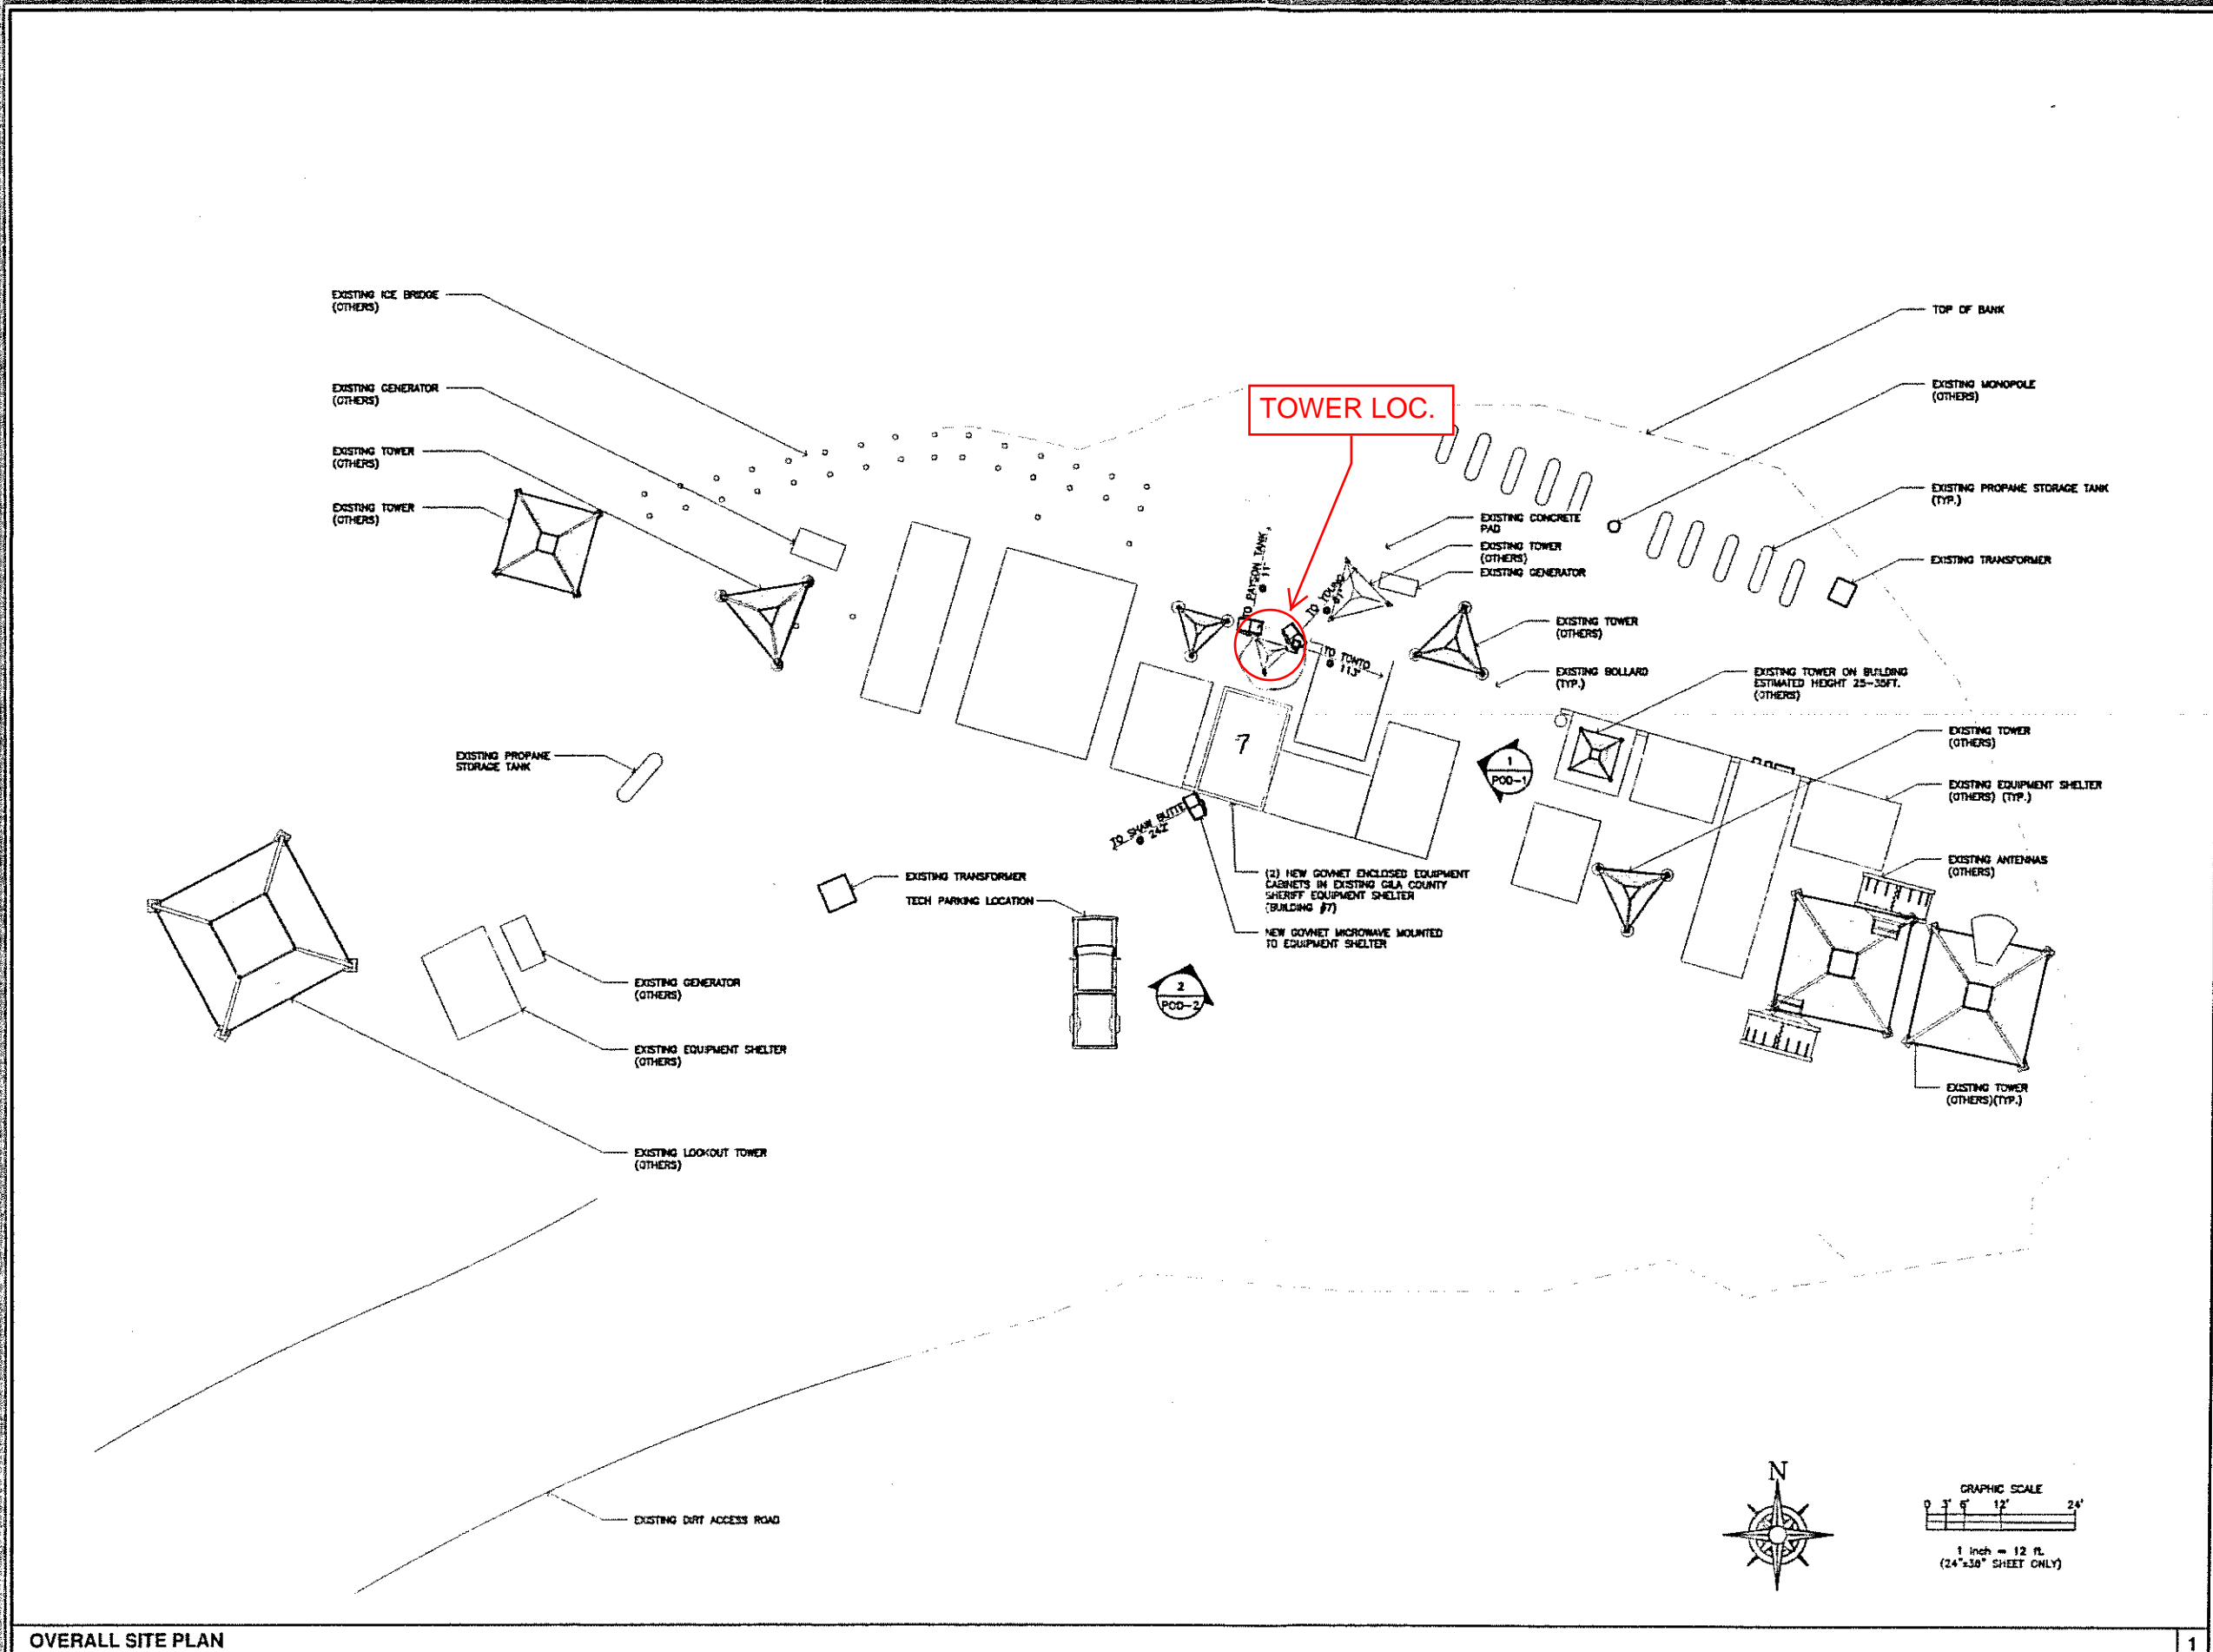 EXISTING ICE BRIDGE
(OTHERS)
EXISTING GENERATOR
(OTHERS)
EXISTING TOWER
(OTHERS)
EXISTING TOWER
(OTHERS)
TOWER LOC.
TOP OF BANK
EXISTING MONOPOLE
(OTHERS)
EXISTING PROPANE STORAGE TANK
(TYP.)
EXISTING TRANSFORMER
EXISTING CONCRETE
PAD
EXISTING TOWER
(OTHERS)
EXISTING GENERATOR
TO PAYSON TANK,
@ 11°
TO YOUNG
TO TONTO
@ 113°
EXISTING TOWER
(OTHERS)
EXISTING BOLLARD
(TYP.)
EXISTING TOWER ON BUILDING
ESTIMATED HEIGHT 25-35FT.
(OTHERS)
EXISTING TOWER
(OTHERS)
EXISTING EQUIPMENT SHELTER
(OTHERS) (TYP.)
EXISTING ANTENNAS
(OTHERS)
EXISTING TOWER
(OTHERS)(TYP.)
7
1
POD-1
EXISTING PROPANE
STORAGE TANK
TO SHAW BUTTE
@ 242°
EXISTING TRANSFORMER
TECH PARKING LOCATION
(2) NEW GOVNET ENCLOSED EQUIPMENT
CABINETS IN EXISTING GILA COUNTY
SHERIFF EQUIPMENT SHELTER
(BUILDING #7)
NEW GOVNET MICROWAVE MOUNTED
TO EQUIPMENT SHELTER
2
POD-2
EXISTING GENERATOR
(OTHERS)
EXISTING EQUIPMENT SHELTER
(OTHERS)
EXISTING LOOKOUT TOWER
(OTHERS)
EXISTING DIRT ACCESS ROAD
N
GRAPHIC SCALE
0 3' 6' 12' 24'
1 inch = 12 ft.
(24"x36" SHEET ONLY)
OVERALL SITE PLAN
1